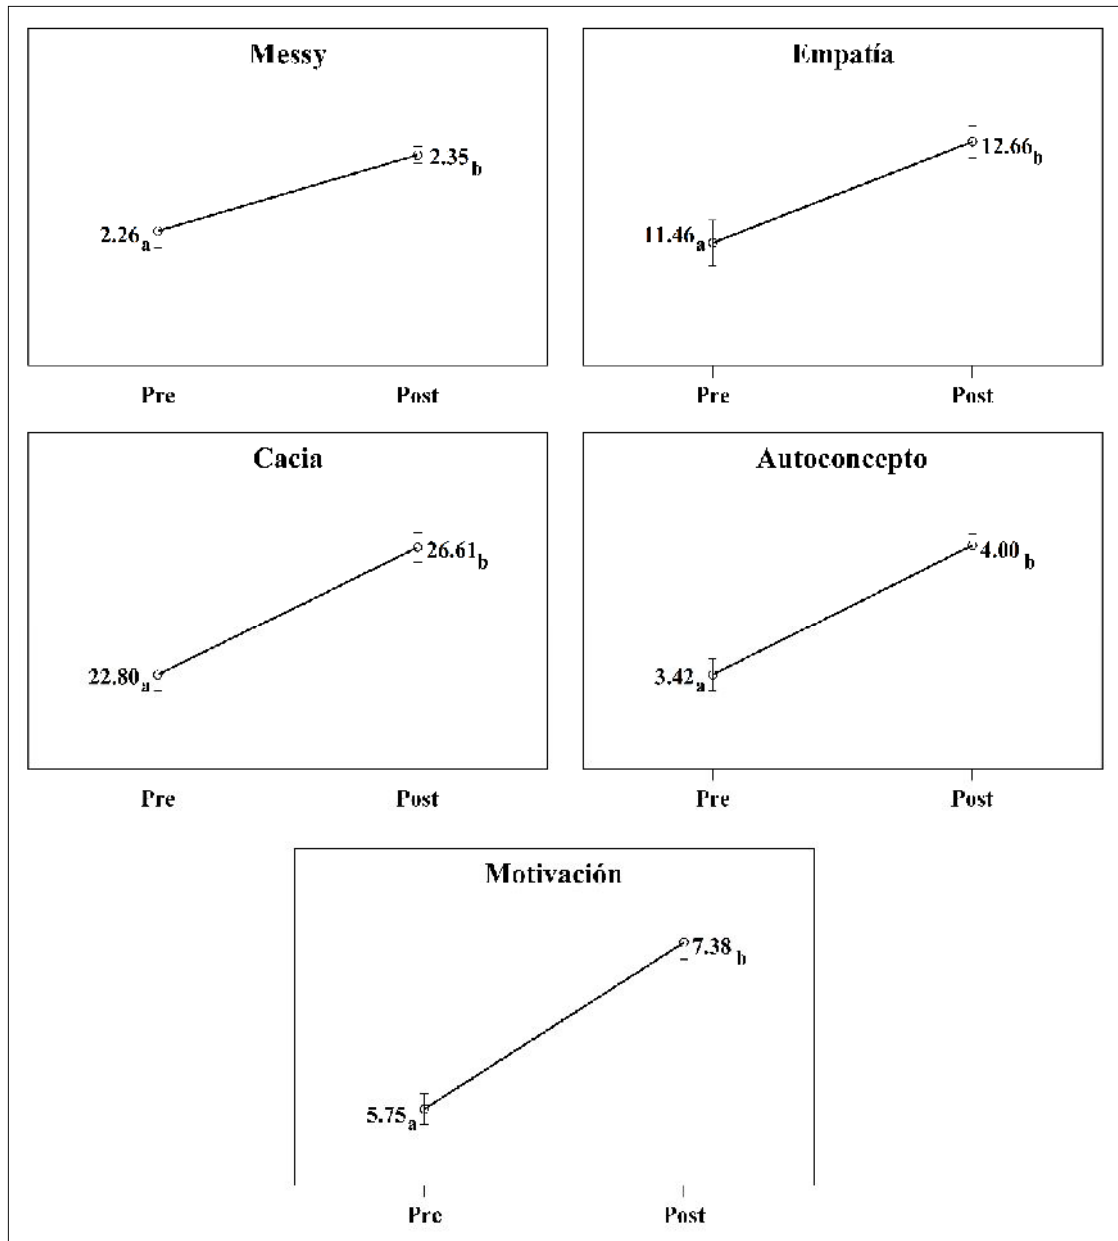 Messy
2.35b
2.26a
Pre Post
Empatía
12.66b
11.46a
Pre Post
Cacia
26.61b
22.80a
Pre Post
Autoconcepto
4.00b
3.42a
Pre Post
Motivación
7.38b
5.75a
Pre Post